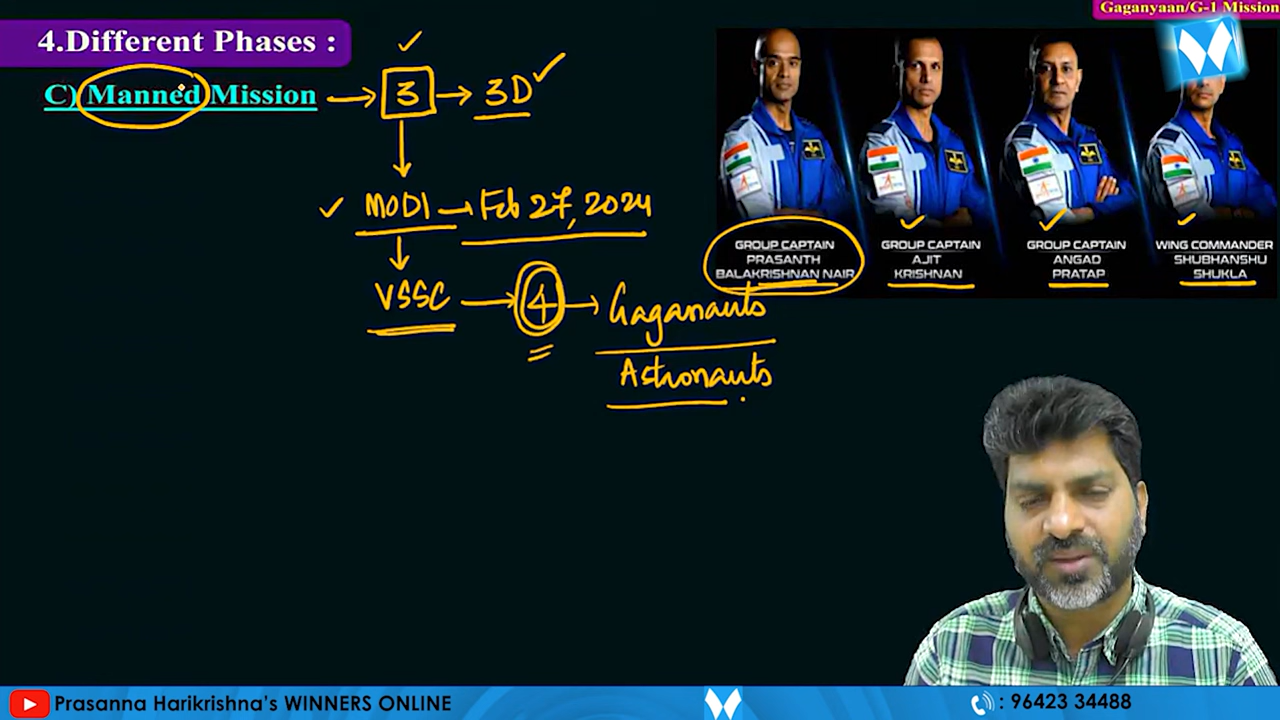 Gaganyaan/G-1 Mission
4.Different Phases :
C) Manned Mission → 3 → 3D
MODI → Feb 27, 2024
VSSC → 4 → Gaganauts
Astronauts
GROUP CAPTAIN
PRASANTH
BALAKRISHNAN NAIR
GROUP CAPTAIN
AJIT
KRISHNAN
GROUP CAPTAIN
ANGAD
PRATAP
WING COMMANDER
SHUBHANSHU
SHUKLA
Prasanna Harikrishna's WINNERS ONLINE
: 96423 34488